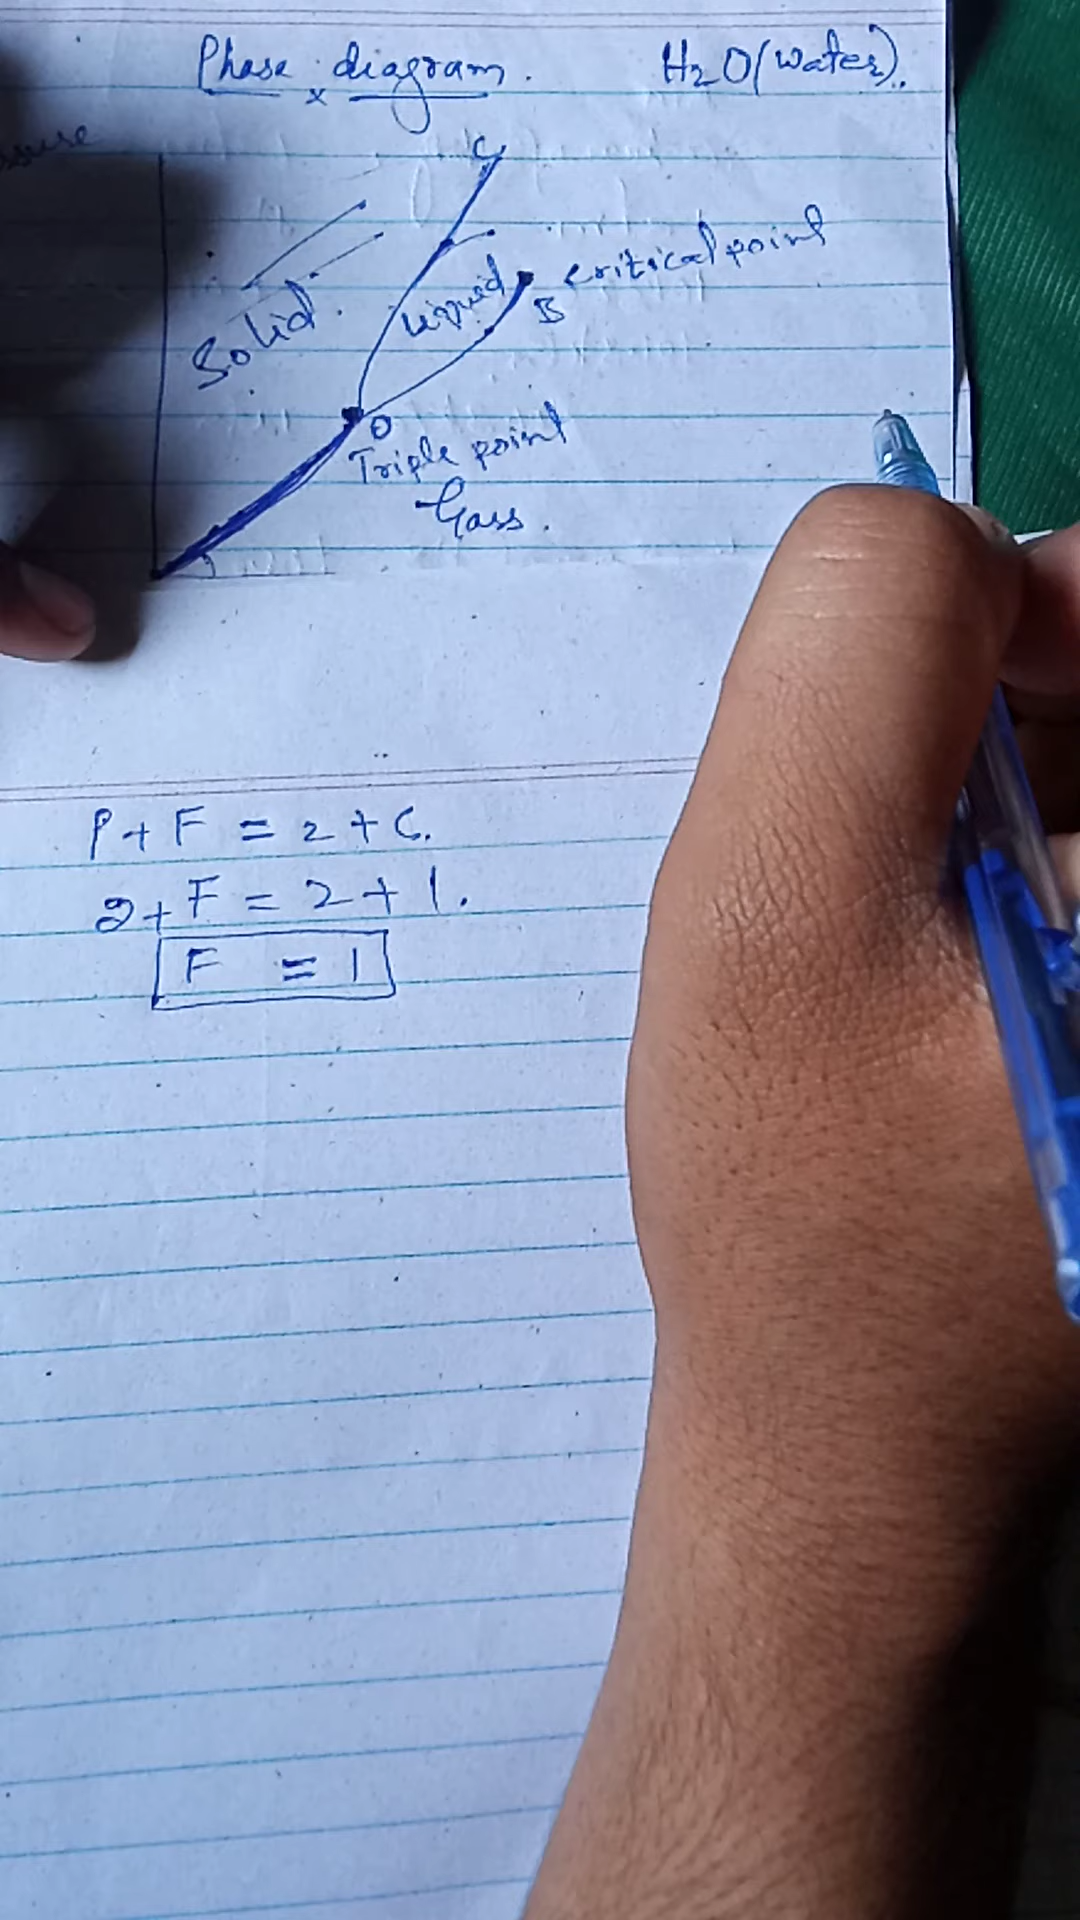 Phase diagram. H2O (water)..
C
critical point
Liquid
B
Solid.
O
Triple point
Gass.
P + F = 2 + C.
2 + F = 2 + 1.
F = 1